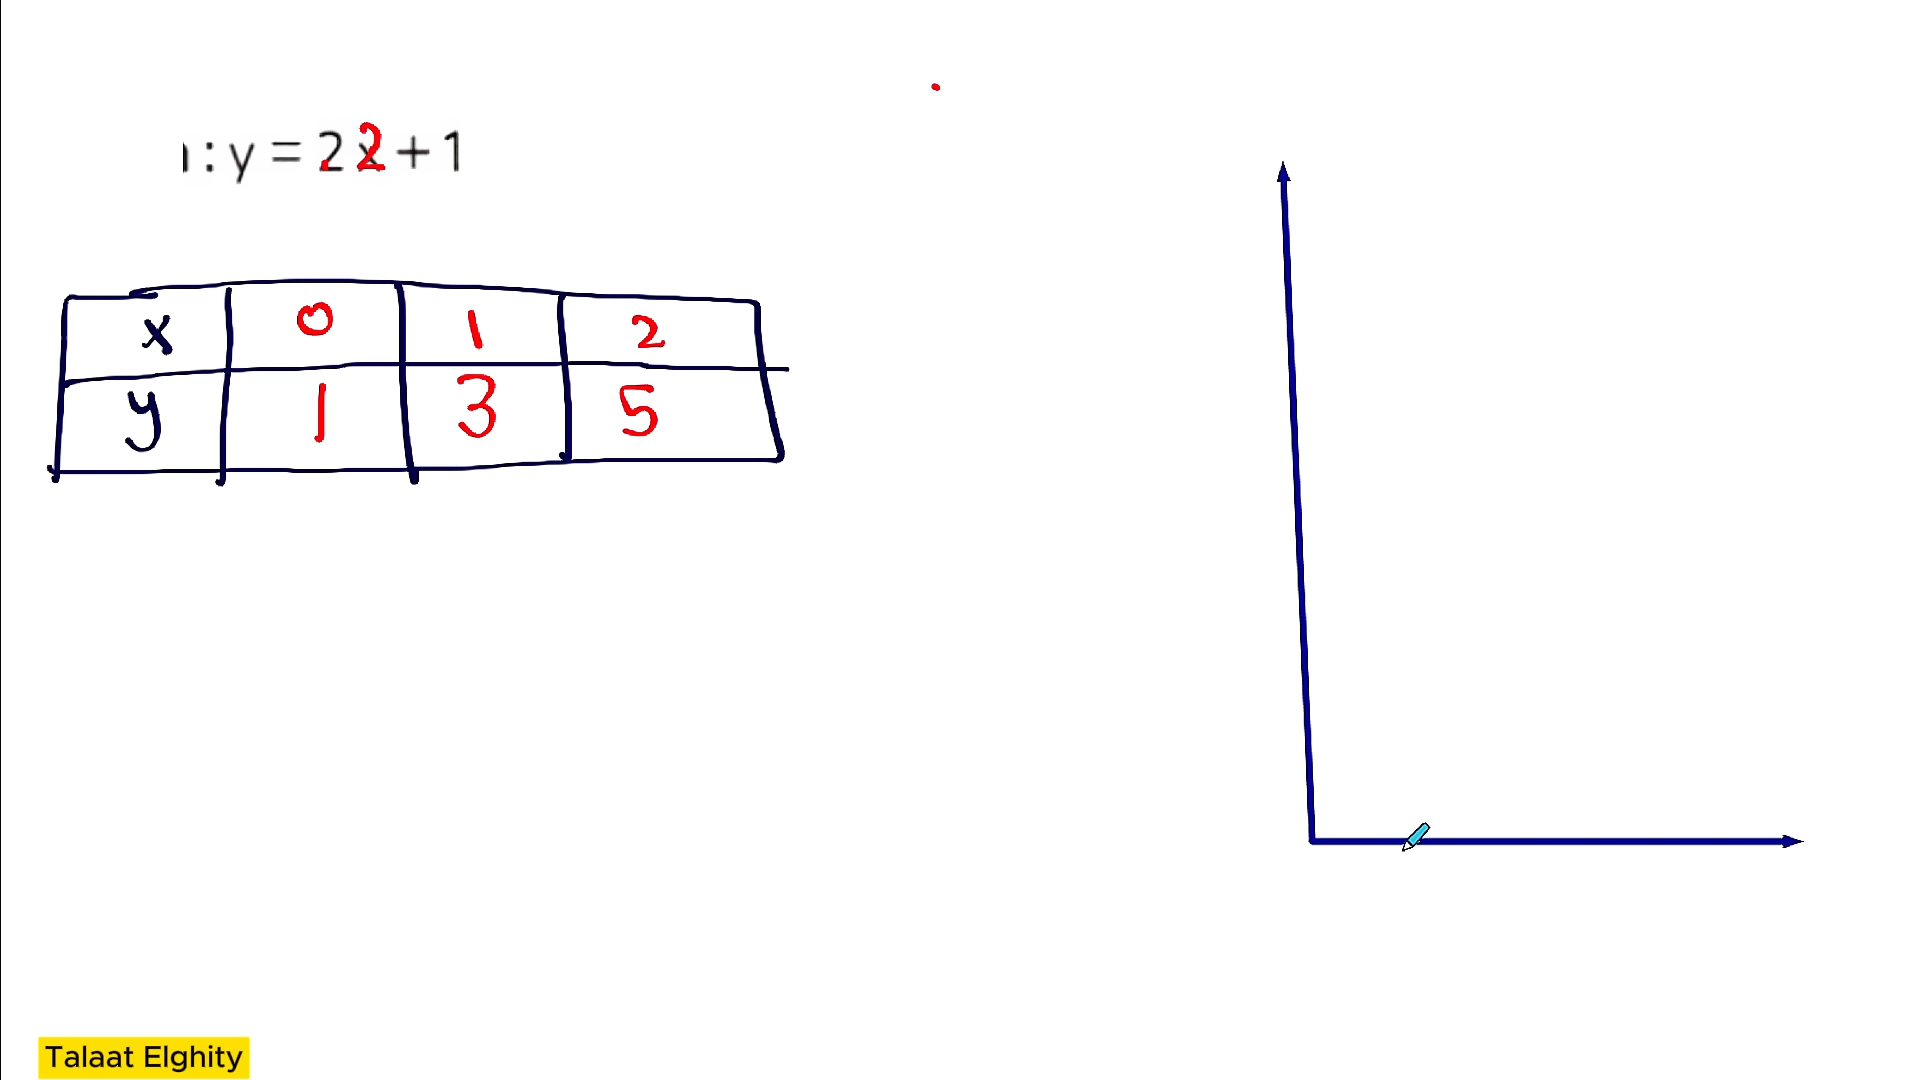 : y = 2 2 + 1
x 0 1 2
y 1 3 5
Talaat Elghity